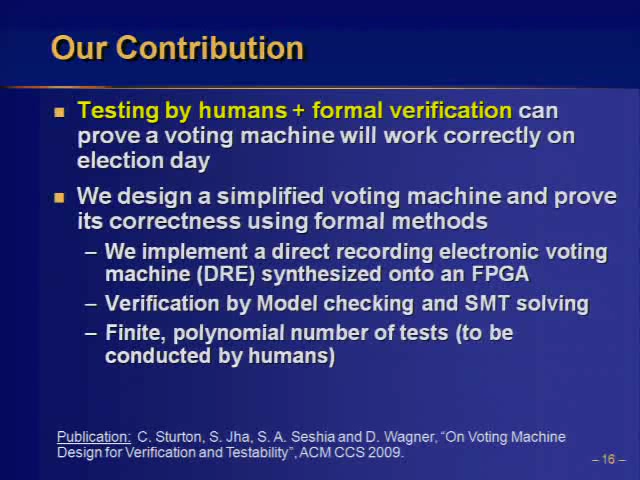 Our Contribution
Testing by humans + formal verification can
prove a voting machine will work correctly on
election day
We design a simplified voting machine and prove
its correctness using formal methods
– We implement a direct recording electronic voting
machine (DRE) synthesized onto an FPGA
– Verification by Model checking and SMT solving
– Finite, polynomial number of tests (to be
conducted by humans)
Publication: C. Sturton, S. Jha, S. A. Seshia and D. Wagner, “On Voting Machine
Design for Verification and Testability”, ACM CCS 2009.
– 16 –